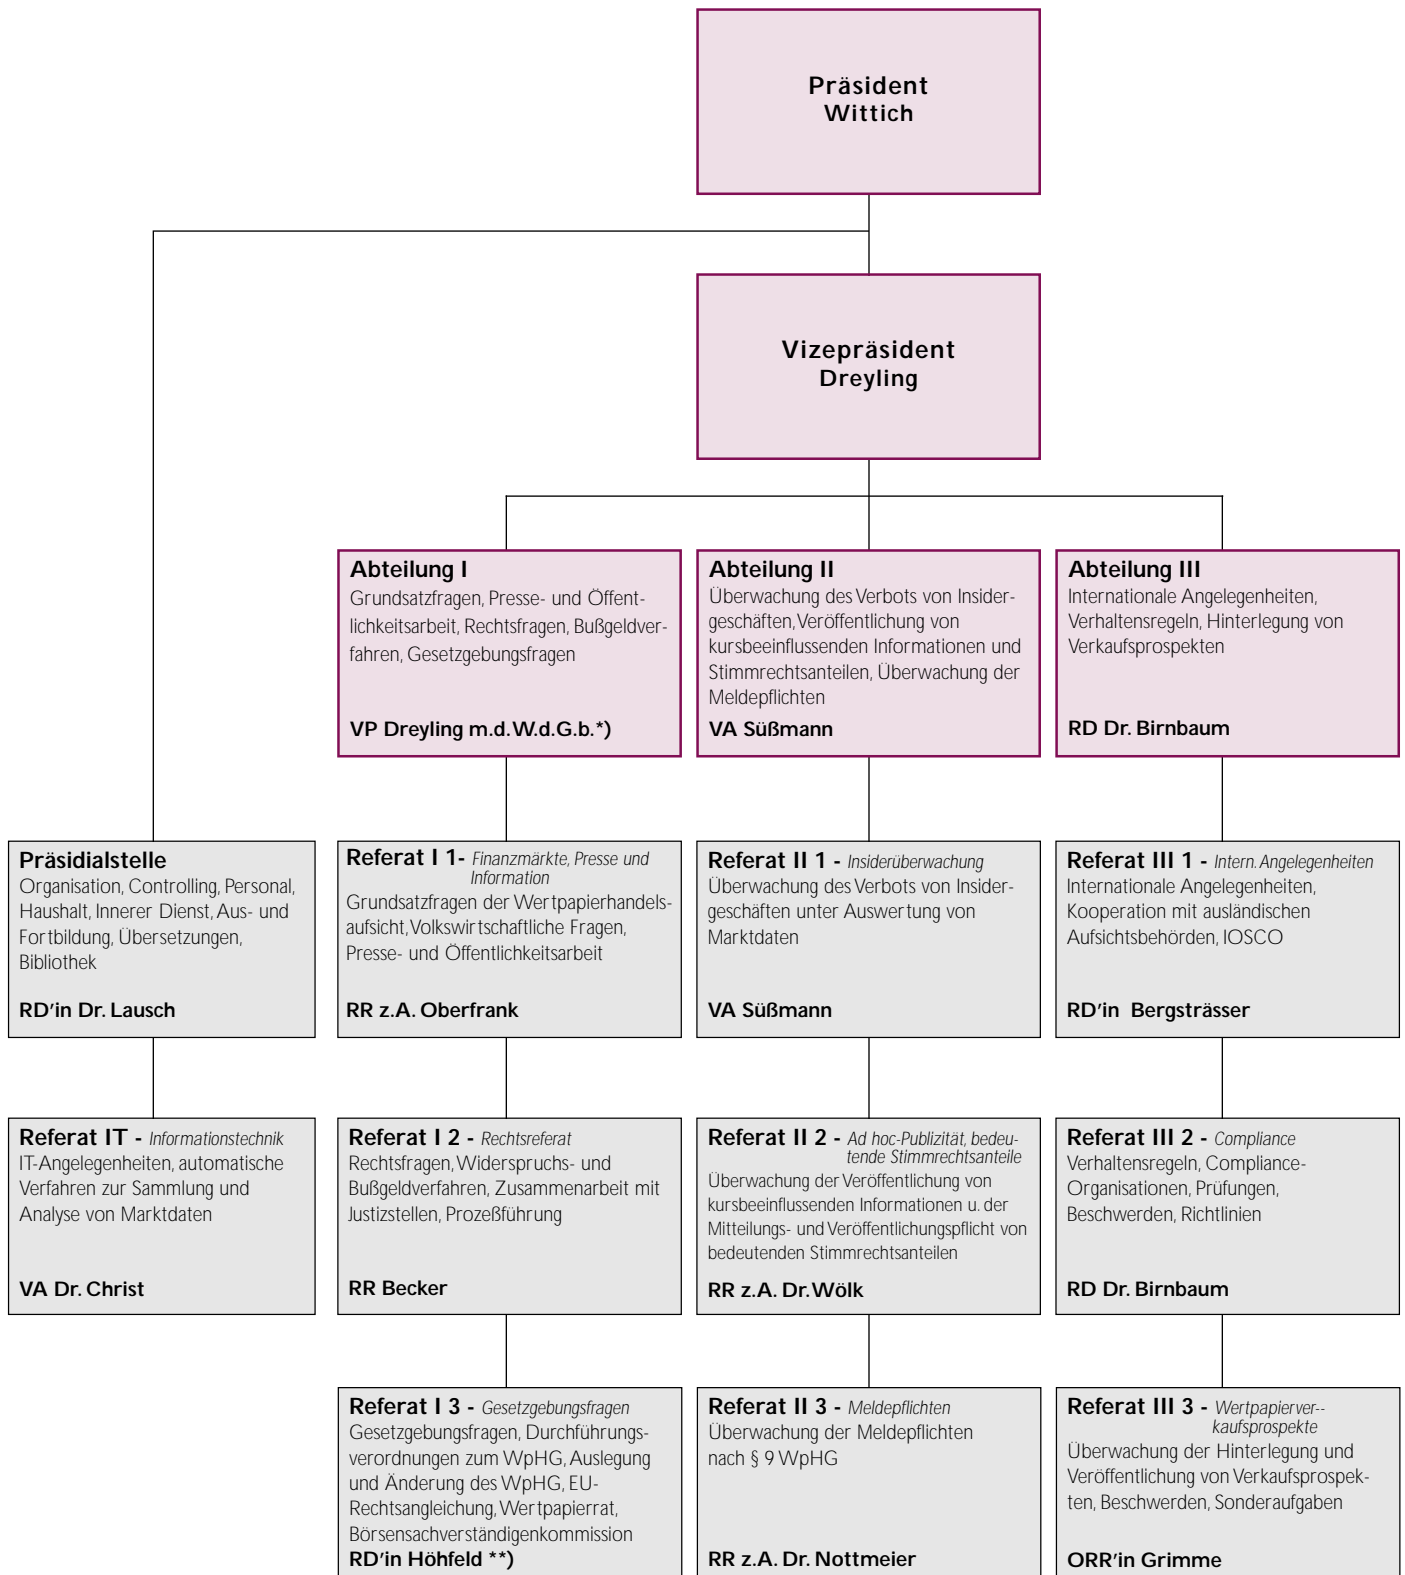 Präsident
Wittich
Vizepräsident
Dreyling
Abteilung I
Grundsatzfragen, Presse- und Öffent-
lichkeitsarbeit, Rechtsfragen, Bußgeldver-
fahren, Gesetzgebungsfragen
VP Dreyling m.d.W.d.G.b.*)
Abteilung II
Überwachung des Verbots von Insider-
geschäften, Veröffentlichung von
kursbeeinflussenden Informationen und
Stimmrechtsanteilen, Überwachung der
Meldepflichten
VA Süßmann
Abteilung III
Internationale Angelegenheiten,
Verhaltensregeln, Hinterlegung von
Verkaufsprospekten
RD Dr. Birnbaum
Präsidialstelle
Organisation, Controlling, Personal,
Haushalt, Innerer Dienst, Aus- und
Fortbildung, Übersetzungen,
Bibliothek
RD'in Dr. Lausch
Referat I 1- Finanzmärkte, Presse und
Information
Grundsatzfragen der Wertpapierhandels-
aufsicht, Volkswirtschaftliche Fragen,
Presse- und Öffentlichkeitsarbeit
RR z.A. Oberfrank
Referat II 1 - Insiderüberwachung
Überwachung des Verbots von Insider-
geschäften unter Auswertung von
Marktdaten
VA Süßmann
Referat III 1 - Intern. Angelegenheiten
Internationale Angelegenheiten,
Kooperation mit ausländischen
Aufsichtsbehörden, IOSCO
RD'in Bergsträsser
Referat IT - Informationstechnik
IT-Angelegenheiten, automatische
Verfahren zur Sammlung und
Analyse von Marktdaten
VA Dr. Christ
Referat I 2 - Rechtsreferat
Rechtsfragen, Widerspruchs- und
Bußgeldverfahren, Zusammenarbeit mit
Justizstellen, Prozeßführung
RR Becker
Referat II 2 - Ad hoc-Publizität, bedeu-
tende Stimmrechtsanteile
Überwachung der Veröffentlichung von
kursbeeinflussenden Informationen u. der
Mitteilungs- und Veröffentlichungspflicht von
bedeutenden Stimmrechtsanteilen
RR z.A. Dr. Wölk
Referat III 2 - Compliance
Verhaltensregeln, Compliance-
Organisationen, Prüfungen,
Beschwerden, Richtlinien
RD Dr. Birnbaum
Referat I 3 - Gesetzgebungsfragen
Gesetzgebungsfragen, Durchführungs-
verordnungen zum WpHG, Auslegung
und Änderung des WpHG, EU-
Rechtsangleichung, Wertpapierrat,
Börsensachverständigenkommission
RD'in Höhfeld **)
Referat II 3 - Meldepflichten
Überwachung der Meldepflichten
nach § 9 WpHG
RR z.A. Dr. Nottmeier
Referat III 3 - Wertpapierver--
kaufsprospekte
Überwachung der Hinterlegung und
Veröffentlichung von Verkaufsprospek-
ten, Beschwerden, Sonderaufgaben
ORR'in Grimme